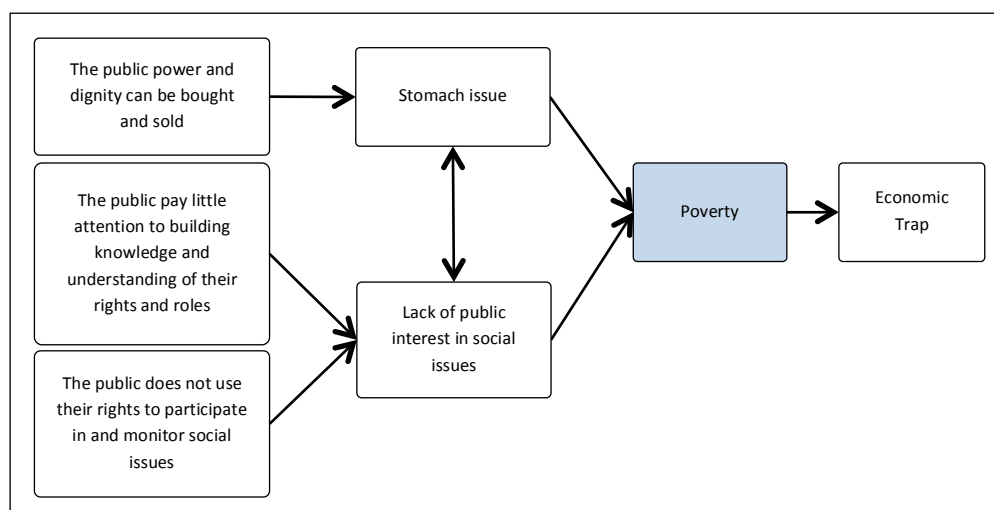 The public power and
dignity can be bought
and sold
Stomach issue
The public pay little
attention to building
knowledge and
understanding of their
rights and roles
Poverty
Economic
Trap
Lack of public
interest in social
issues
The public does not use
their rights to participate
in and monitor social
issues